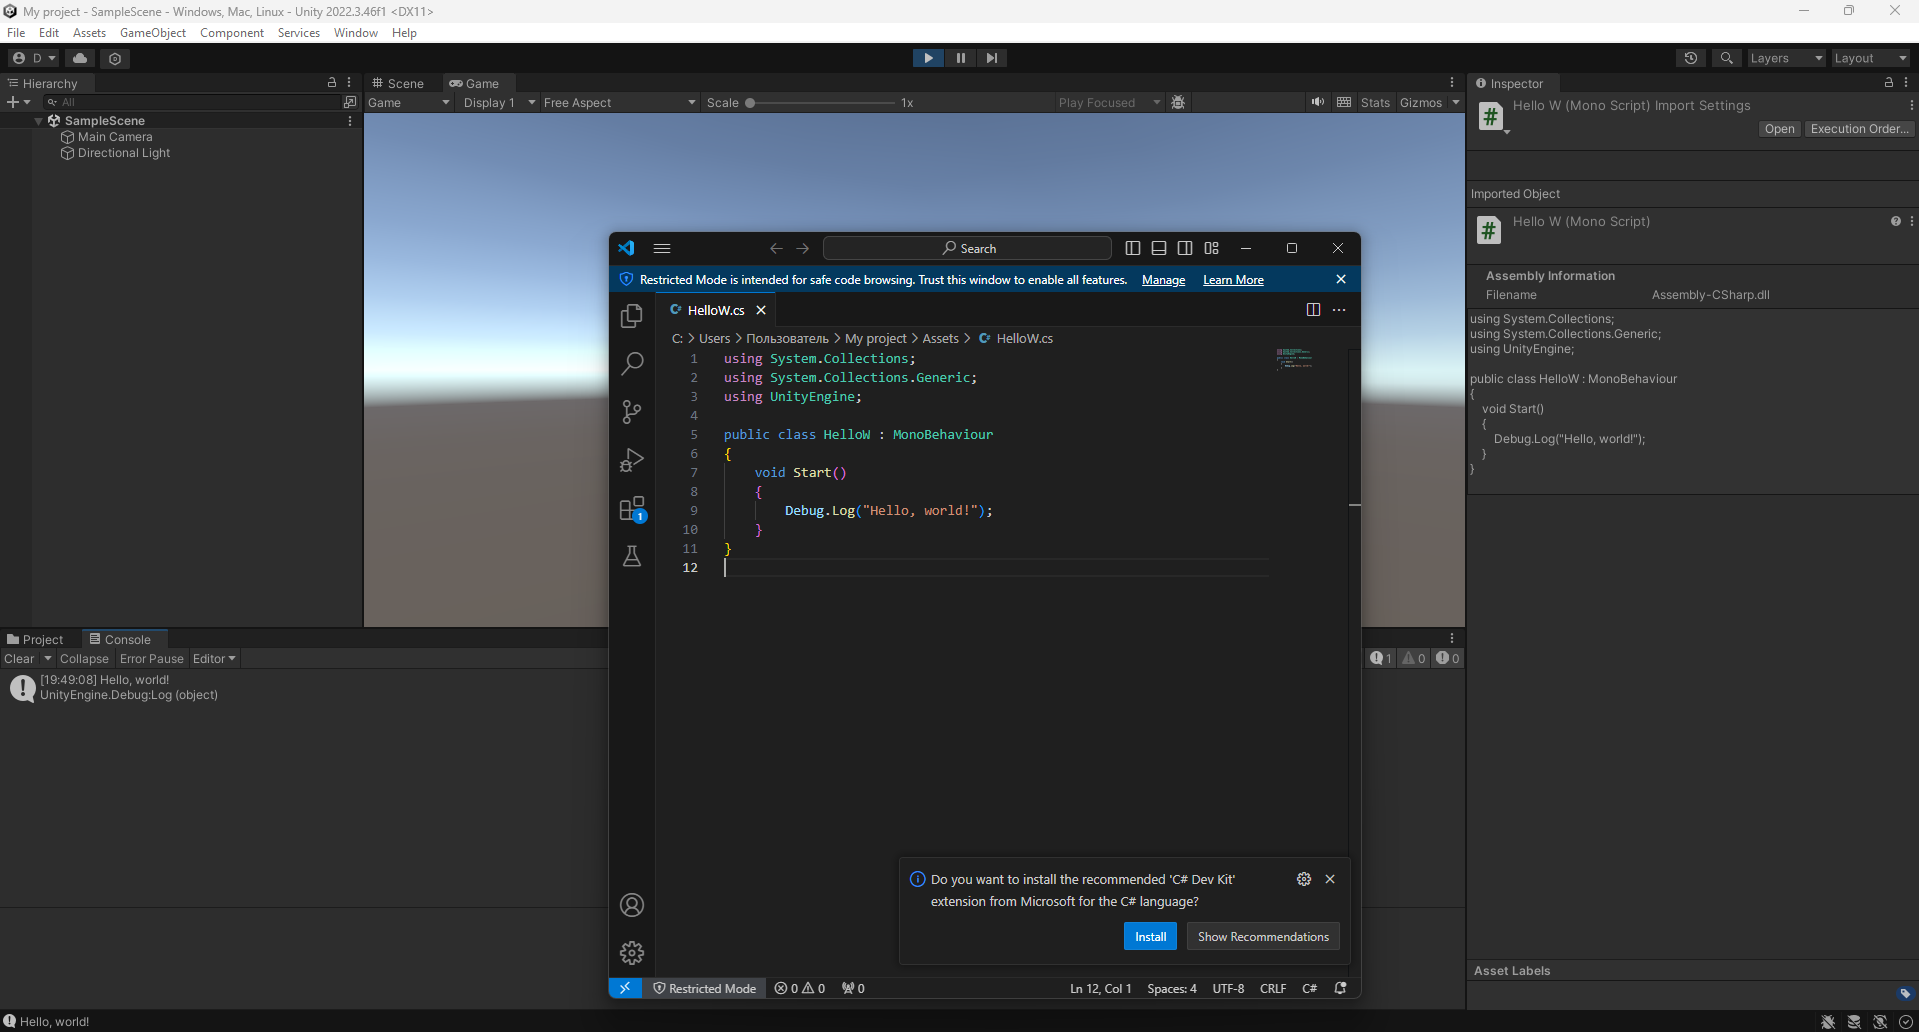 My project - SampleScene - Windows, Mac, Linux - Unity 2022.3.46f1 <DX11>
File Edit Assets GameObject Component Services Window Help
D Layers Layout
Hierarchy
All
SampleScene
Main Camera
Directional Light
Scene Game
Game Display 1 Free Aspect Scale 1x Play Focused Stats Gizmos
Inspector
Hello W (Mono Script) Import Settings
Open Execution Order...
Imported Object
Hello W (Mono Script)
Assembly Information
Filename Assembly-CSharp.dll
using System.Collections;
using System.Collections.Generic;
using UnityEngine;
public class HelloW : MonoBehaviour
{
void Start()
{
Debug.Log("Hello, world!");
}
}
Asset Labels
Search
Restricted Mode is intended for safe code browsing. Trust this window to enable all features. Manage Learn More
HelloW.cs
C: > Users > Пользователь > My project > Assets > HelloW.cs
1 using System.Collections;
2 using System.Collections.Generic;
3 using UnityEngine;
4
5 public class HelloW : MonoBehaviour
6 {
7 void Start()
8 {
9 Debug.Log("Hello, world!");
10 }
11 }
12
1
Do you want to install the recommended 'C# Dev Kit'
extension from Microsoft for the C# language?
Install Show Recommendations
Restricted Mode 0 0 0 Ln 12, Col 1 Spaces: 4 UTF-8 CRLF C#
Project Console
Clear Collapse Error Pause Editor 1 0 0
[19:49:08] Hello, world!
UnityEngine.Debug:Log (object)
Hello, world!